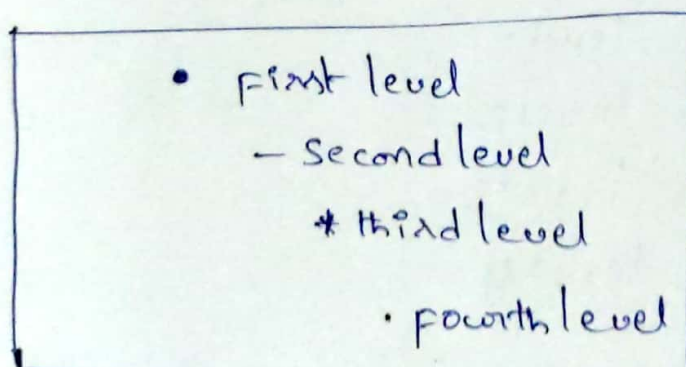 • First level
– Second level
* third level
· Fourth level